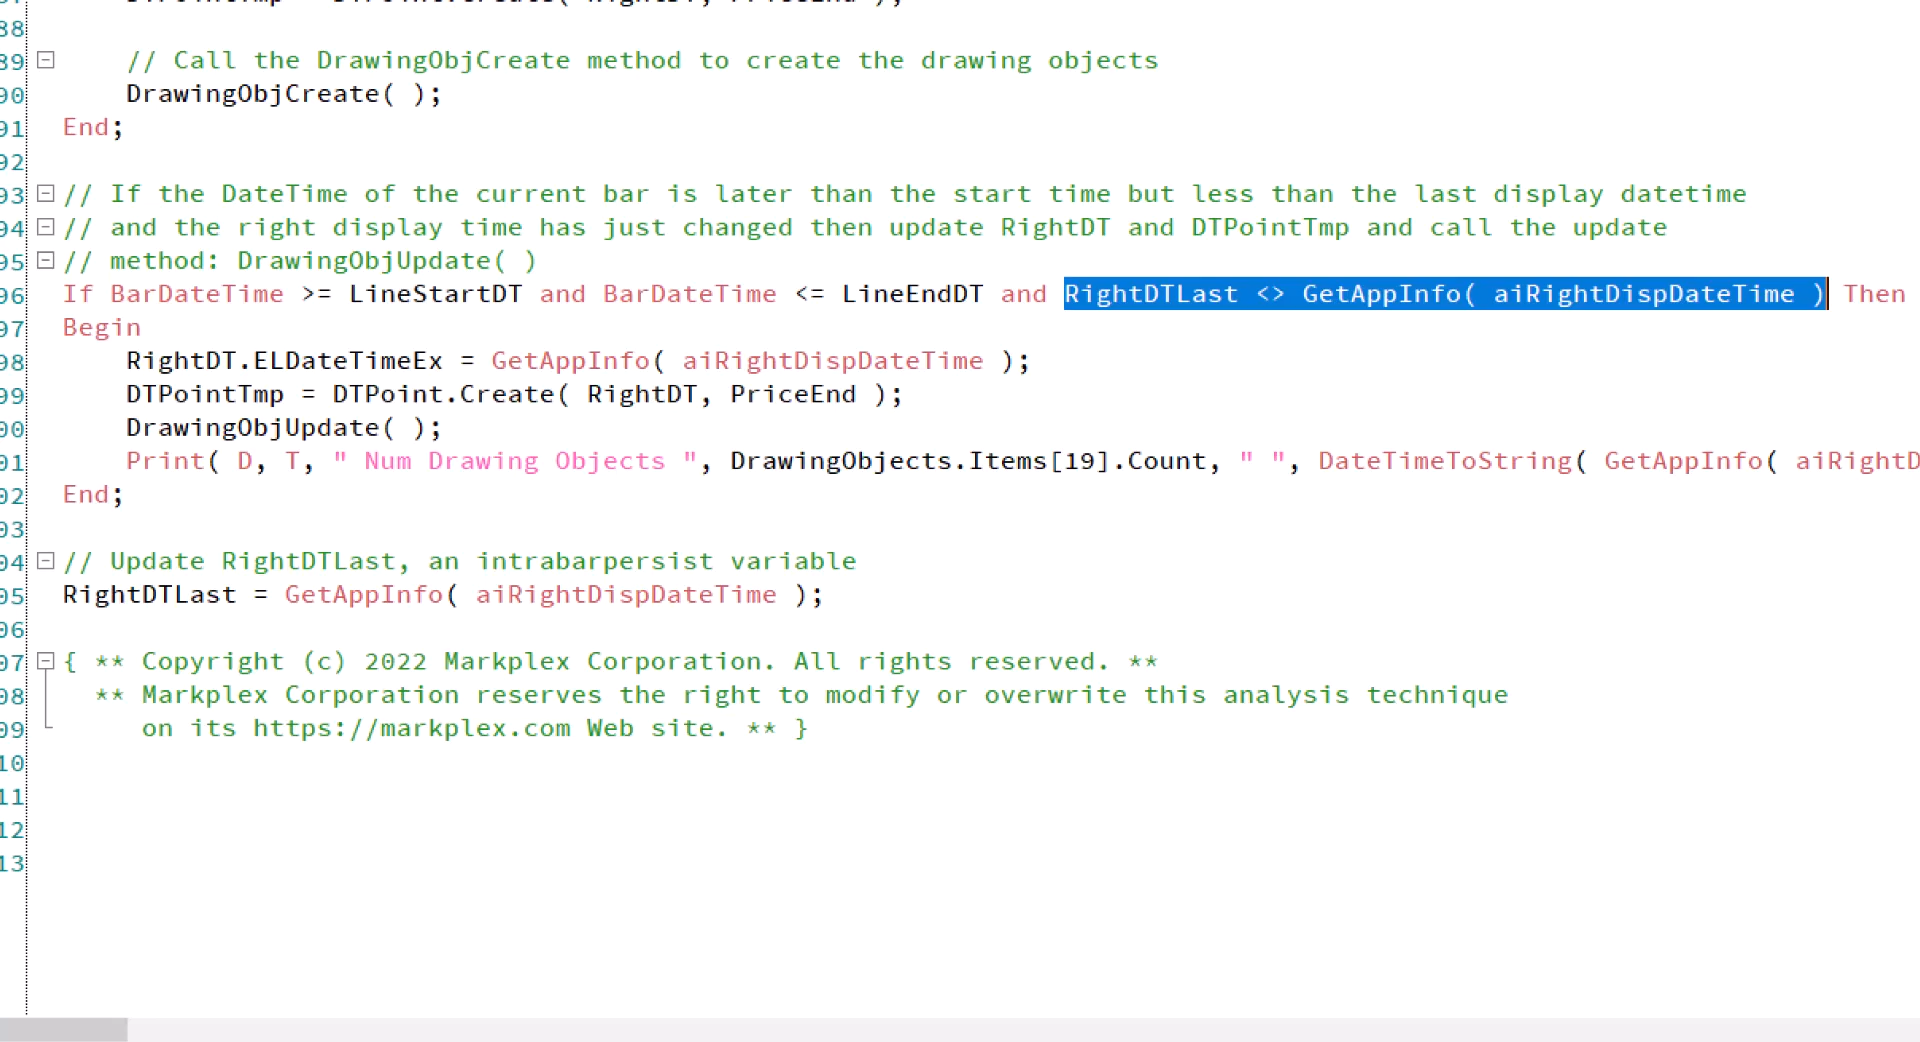 88
89 // Call the DrawingObjCreate method to create the drawing objects
90 DrawingObjCreate( );
91 End;
92
93 // If the DateTime of the current bar is later than the start time but less than the last display datetime
94 // and the right display time has just changed then update RightDT and DTPointTmp and call the update
95 // method: DrawingObjUpdate( )
96 If BarDateTime >= LineStartDT and BarDateTime <= LineEndDT and RightDTLast <> GetAppInfo( aiRightDispDateTime ) Then
97 Begin
98 RightDT.ELDateTimeEx = GetAppInfo( aiRightDispDateTime );
99 DTPointTmp = DTPoint.Create( RightDT, PriceEnd );
00 DrawingObjUpdate( );
01 Print( D, T, " Num Drawing Objects ", DrawingObjects.Items[19].Count, " ", DateTimeToString( GetAppInfo( aiRightD
02 End;
03
04 // Update RightDTLast, an intrabarpersist variable
05 RightDTLast = GetAppInfo( aiRightDispDateTime );
06
07 { ** Copyright (c) 2022 Markplex Corporation. All rights reserved. **
08 ** Markplex Corporation reserves the right to modify or overwrite this analysis technique
09 on its https://markplex.com Web site. ** }
10
11
12
13